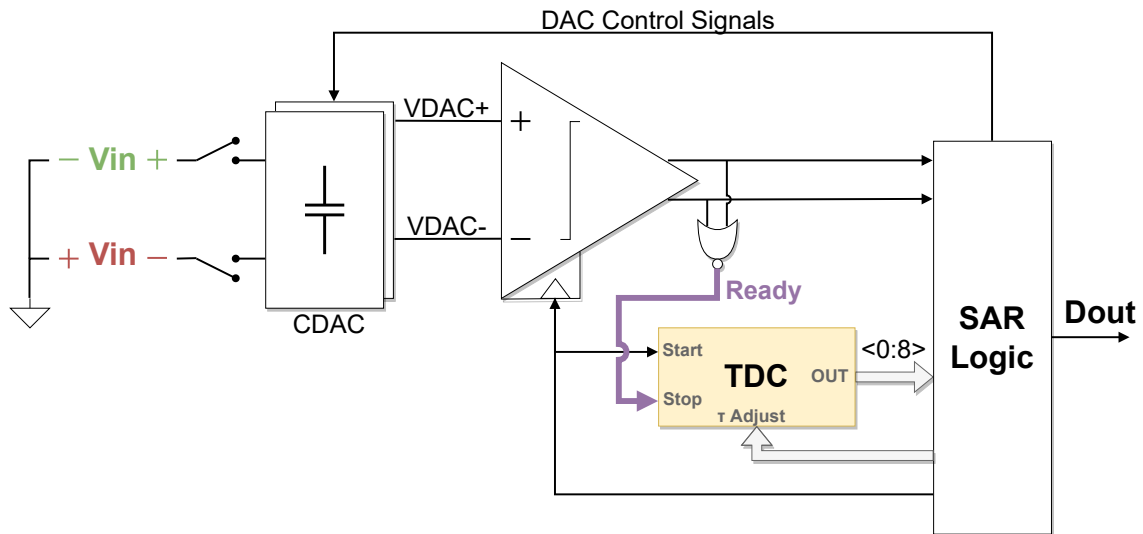 DAC Control Signals
VDAC+
− Vin +
+ Vin −
VDAC-
CDAC
+
−
Ready
Start
Stop
TDC
OUT
τ Adjust
<0:8>
SAR
Logic
Dout